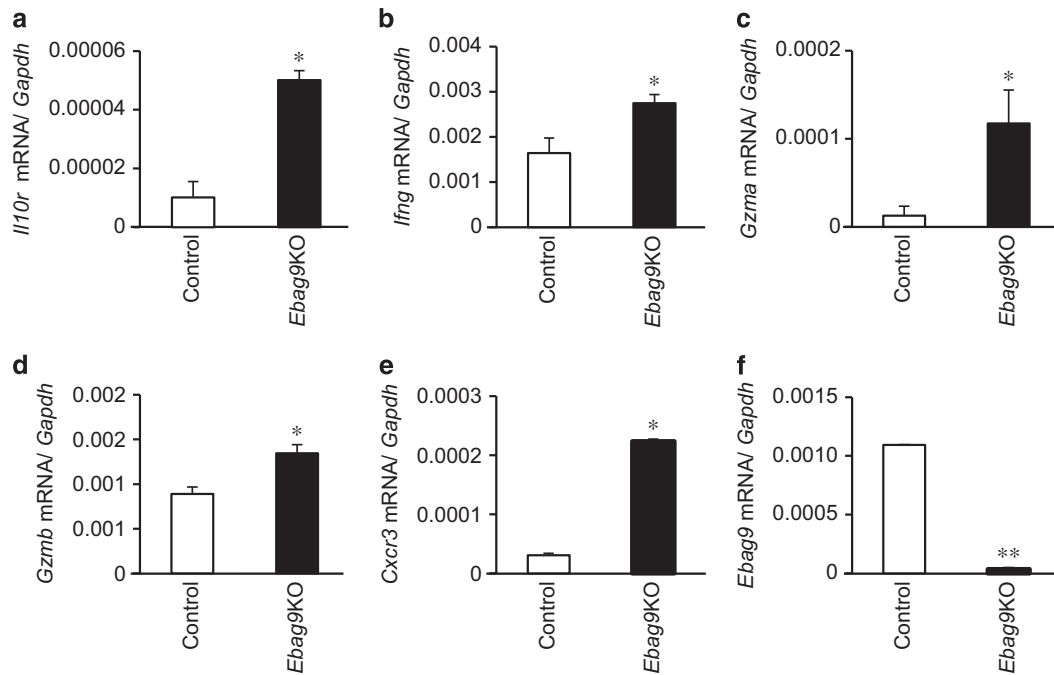 a
Il10r mRNA/ Gapdh
0.00006
0.00004
0.00002
0
*
Control
Ebag9KO
b
Ifng mRNA/ Gapdh
0.004
0.003
0.002
0.001
0
*
Control
Ebag9KO
c
Gzma mRNA/ Gapdh
0.0002
0.0001
0
*
Control
Ebag9KO
d
Gzmb mRNA/ Gapdh
0.002
0.002
0.001
0.001
0
*
Control
Ebag9KO
e
Cxcr3 mRNA/ Gapdh
0.0003
0.0002
0.0001
0
*
Control
Ebag9KO
f
Ebag9 mRNA/ Gapdh
0.0015
0.0010
0.0005
0
**
Control
Ebag9KO